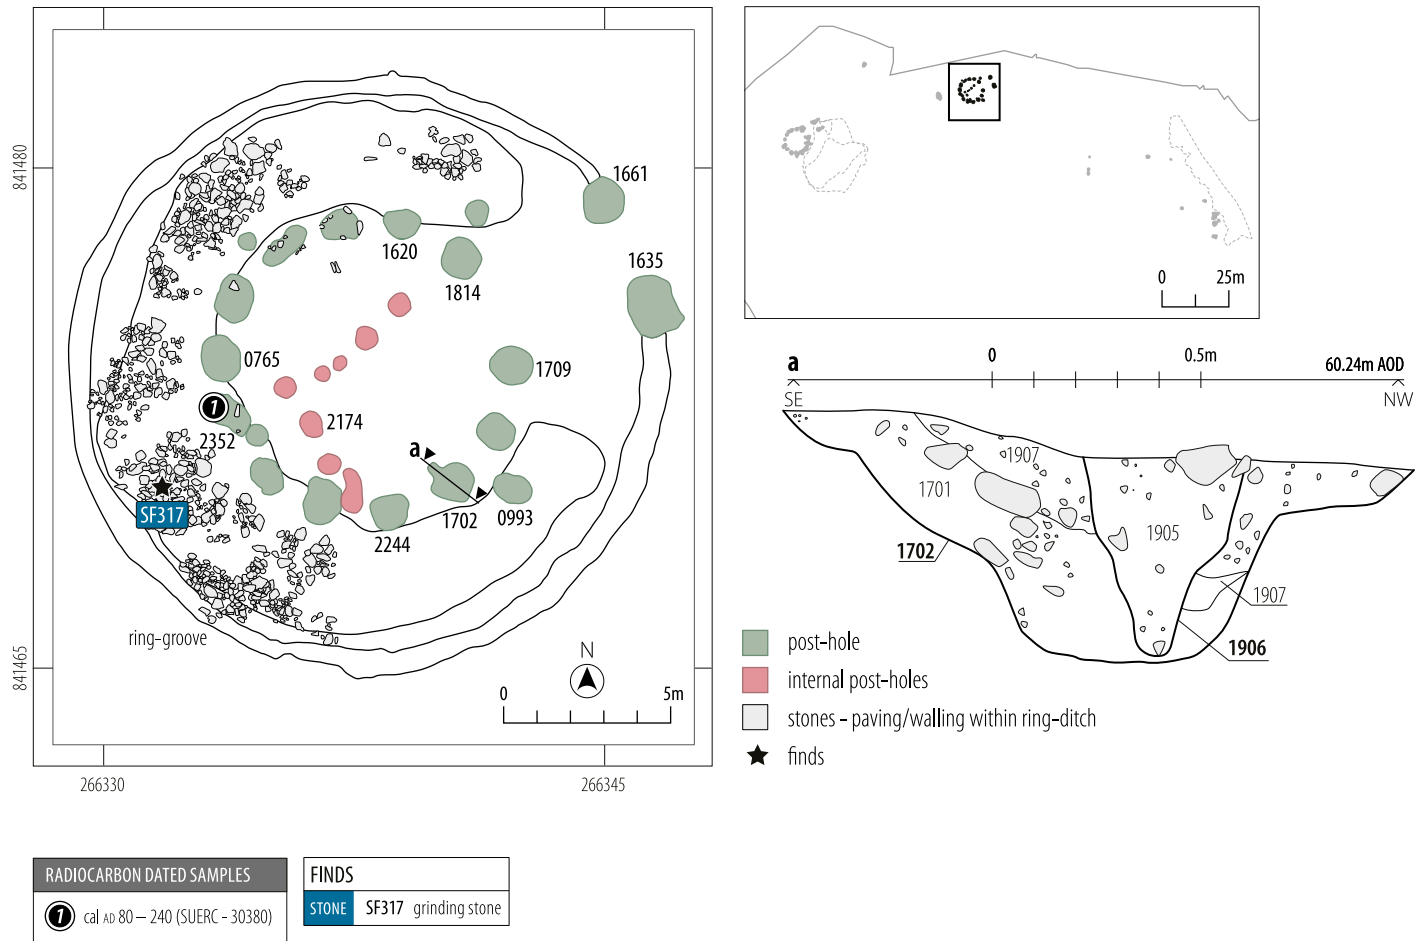 841480
841465
266330
266345
1661
1635
1620
1814
0765
1709
1
2352
2174
a
SF317
2244
1702
0993
ring-groove
N
0
5m
0
25m
a
0
0.5m
60.24m AOD
SE
NW
1907
1701
1905
1702
1907
1906
post-hole
internal post-holes
stones - paving/walling within ring-ditch
finds
RADIOCARBON DATED SAMPLES
1 cal AD 80 – 240 (SUERC - 30380)
FINDS
STONE SF317 grinding stone